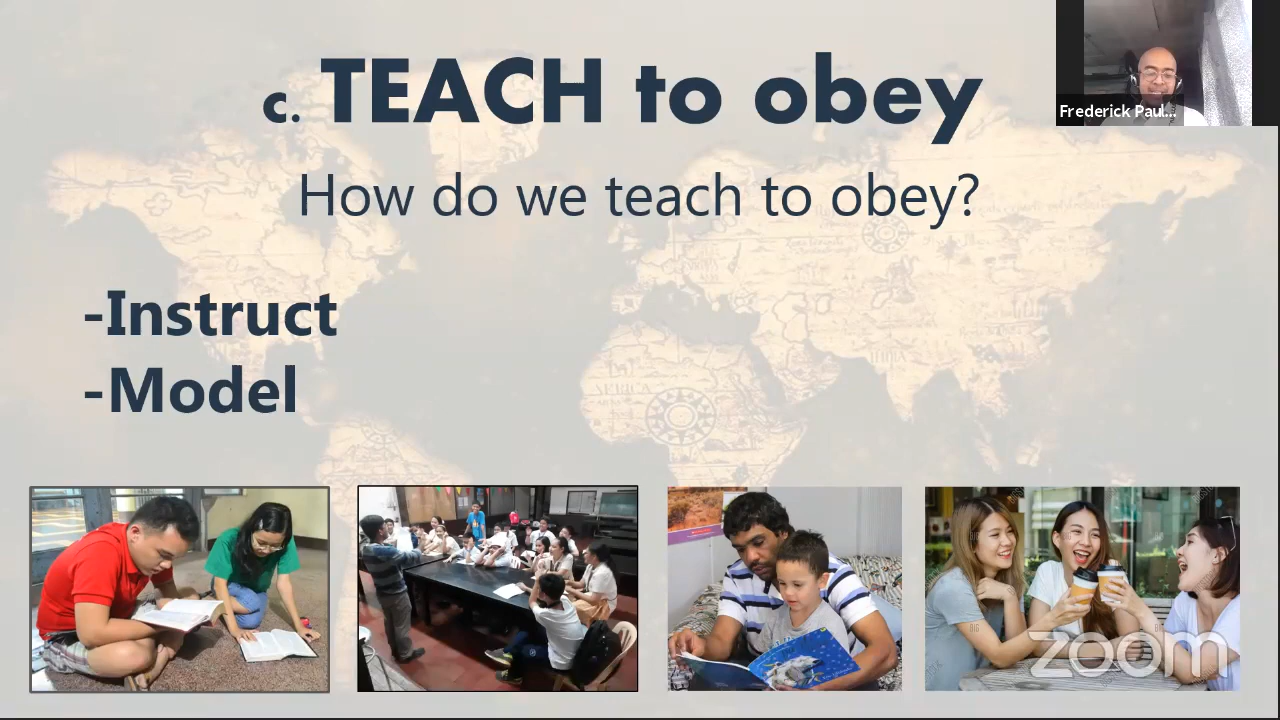 c. TEACH to obey
Frederick Paul...
How do we teach to obey?
-Instruct
-Model
zoom